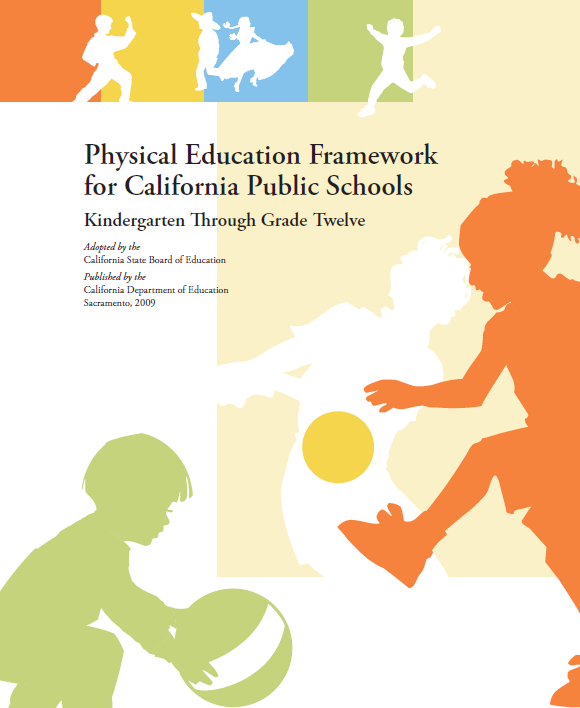 Physical Education Framework
for California Public Schools
Kindergarten Through Grade Twelve
Adopted by the
California State Board of Education
Published by the
California Department of Education
Sacramento, 2009